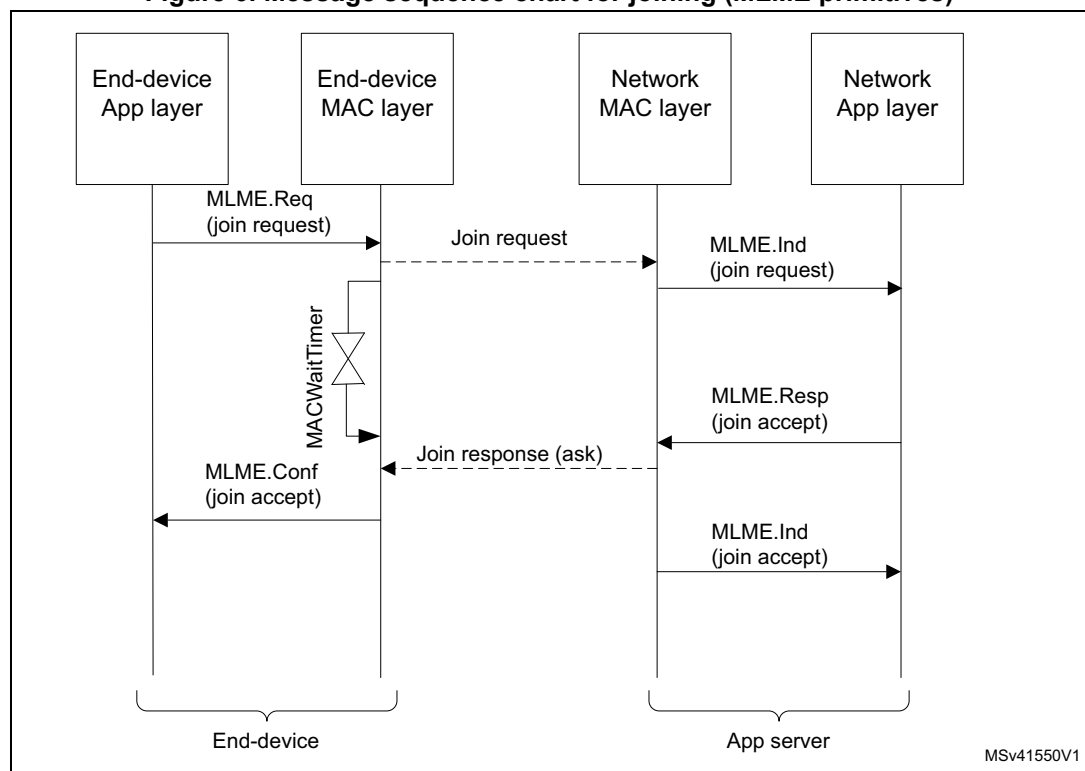 Figure 6. Message sequence chart for joining (MLME primitives)
End-device
App layer
End-device
MAC layer
Network
MAC layer
Network
App layer
MLME.Req
(join request)
Join request
MLME.Ind
(join request)
MACWaitTimer
MLME.Resp
(join accept)
Join response (ask)
MLME.Conf
(join accept)
MLME.Ind
(join accept)
End-device
App server
MSv41550V1